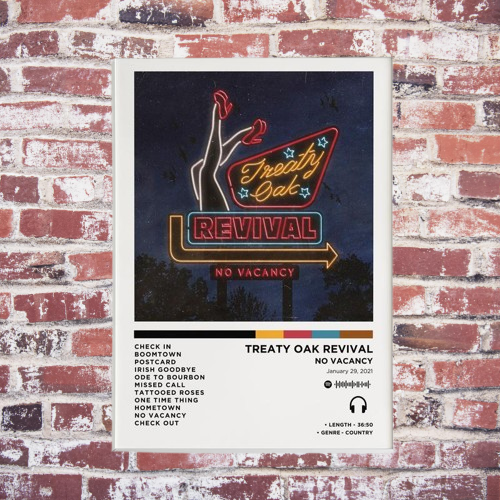 Treaty
Oak
REVIVAL
NO VACANCY
CHECK IN
BOOMTOWN
POSTCARD
IRISH GOODBYE
ODE TO BOURBON
MISSED CALL
TATTOOED ROSES
ONE TIME THING
HOMETOWN
NO VACANCY
CHECK OUT
TREATY OAK REVIVAL
NO VACANCY
January 29, 2021
• LENGTH - 36:50
• GENRE - COUNTRY